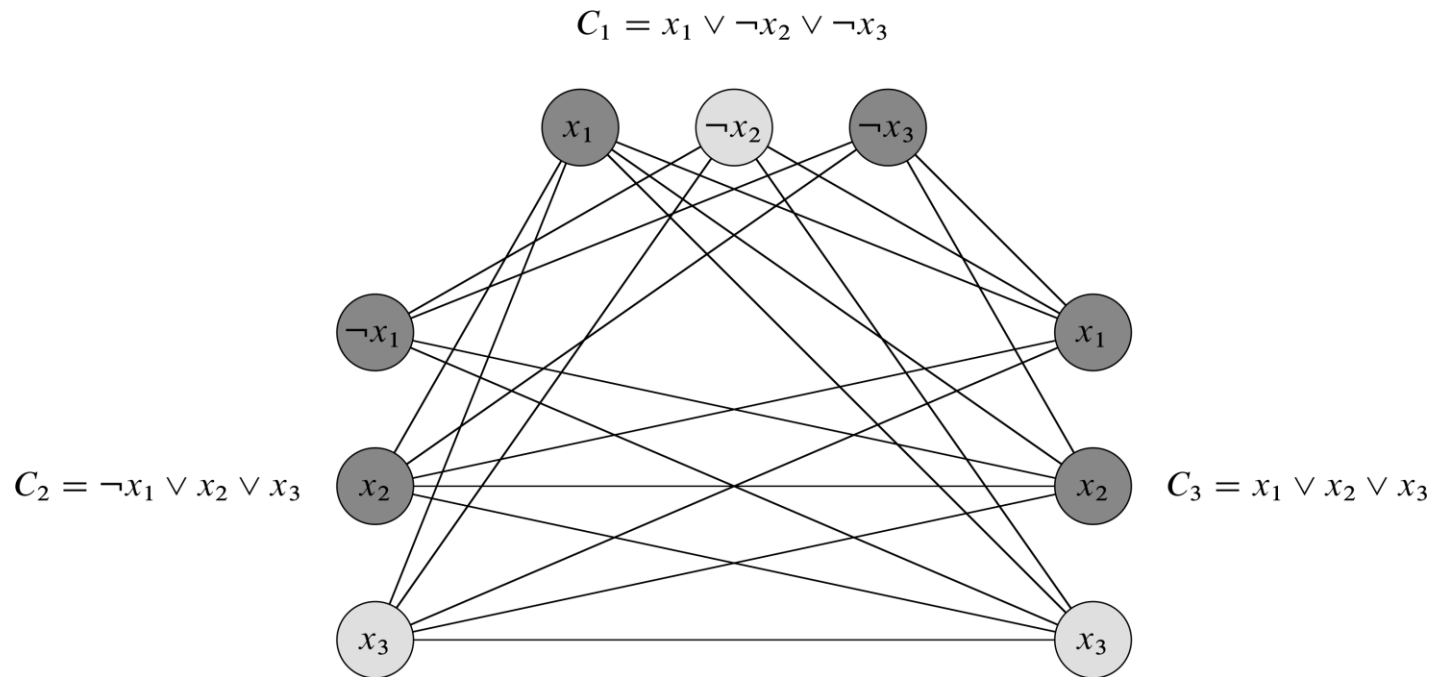 C₁ = x₁ ∨ ¬x₂ ∨ ¬x₃
x₁ ¬x₂ ¬x₃
¬x₁ x₁
C₂ = ¬x₁ ∨ x₂ ∨ x₃ x₂ x₂ C₃ = x₁ ∨ x₂ ∨ x₃
x₃ x₃